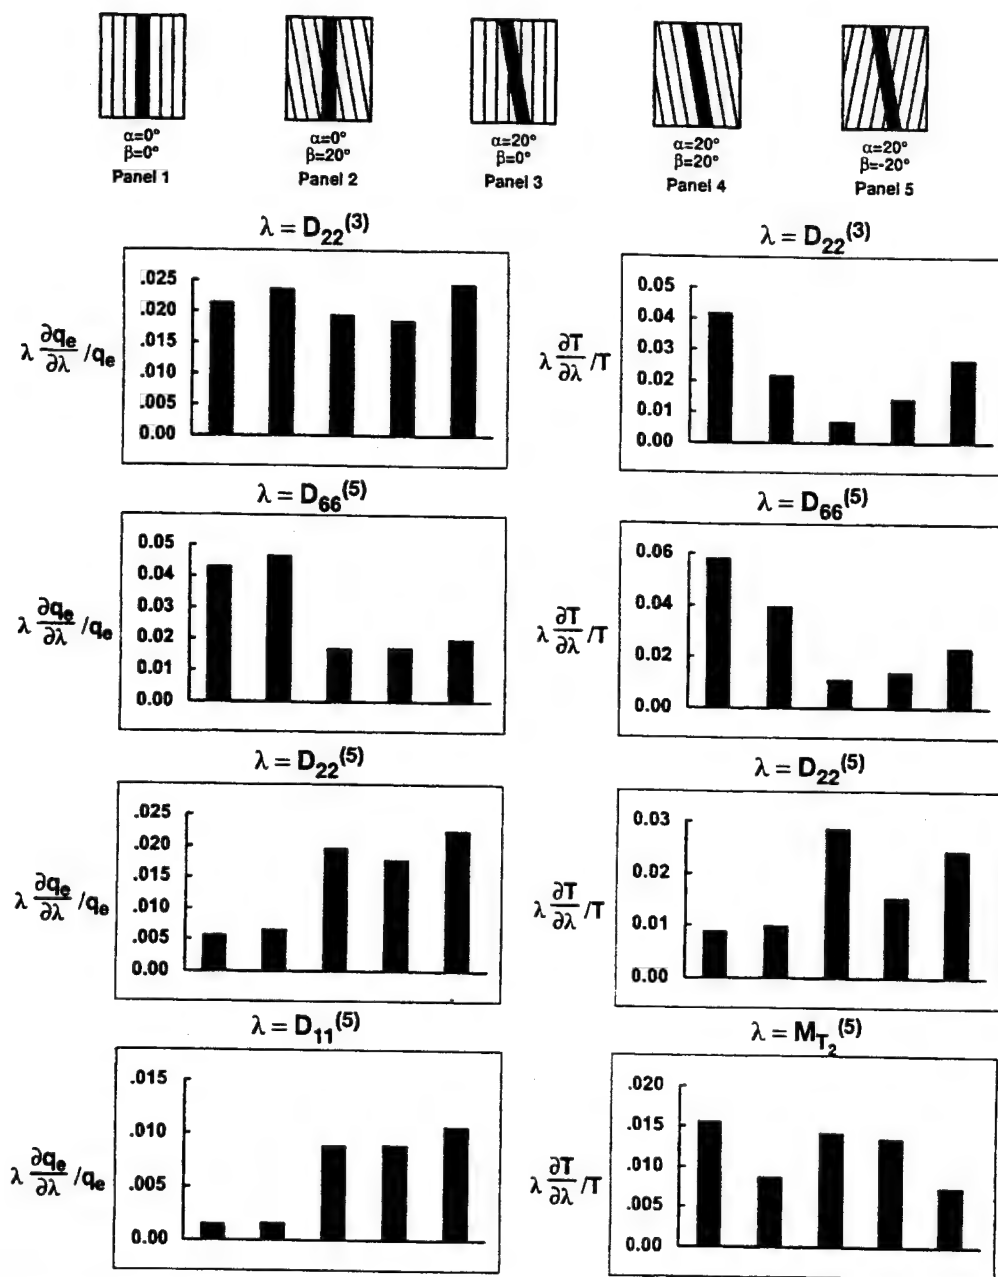 α=0°
β=0°
Panel 1
α=0°
β=20°
Panel 2
α=20°
β=0°
Panel 3
α=20°
β=20°
Panel 4
α=20°
β=-20°
Panel 5
λ = D22(3)
λ ∂qe/∂λ /qe
.025
.020
.015
.010
.005
0.00
λ = D22(3)
λ ∂T/∂λ /T
0.05
0.04
0.03
0.02
0.01
0.00
λ = D66(5)
λ ∂qe/∂λ /qe
0.05
0.04
0.03
0.02
0.01
0.00
λ = D66(5)
λ ∂T/∂λ /T
0.06
0.04
0.02
0.00
λ = D22(5)
λ ∂qe/∂λ /qe
.025
.020
.015
.010
.005
0.00
λ = D22(5)
λ ∂T/∂λ /T
0.03
0.02
0.01
0.00
λ = D11(5)
λ ∂qe/∂λ /qe
.015
.010
.005
0.00
λ = MT2(5)
λ ∂T/∂λ /T
.020
.015
.010
.005
0.00